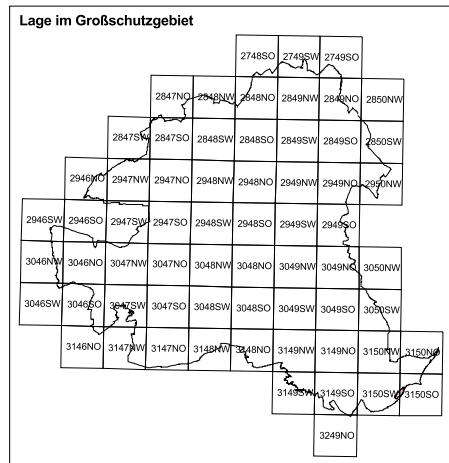 Lage im Großschutzgebiet
2748SO 2749SW 2749SO
2847NO 2848NW 2848NO 2849NW 2849NO 2850NW
2847SW 2847SO 2848SW 2848SO 2849SW 2849SO 2850SW
2946NO 2947NW 2947NO 2948NW 2948NO 2949NW 2949NO 2950NW
2946SW 2946SO 2947SW 2947SO 2948SW 2948SO 2949SW 2949SO
3046NW 3046NO 3047NW 3047NO 3048NW 3048NO 3049NW 3049NO 3050NW
3046SW 3046SO 3047SW 3047SO 3048SW 3048SO 3049SW 3049SO 3050SW
3146NO 3147NW 3147NO 3148NW 3148NO 3149NW 3149NO 3150NW 3150NO
3149SW 3149SO 3150SW 3150SO
3249NO